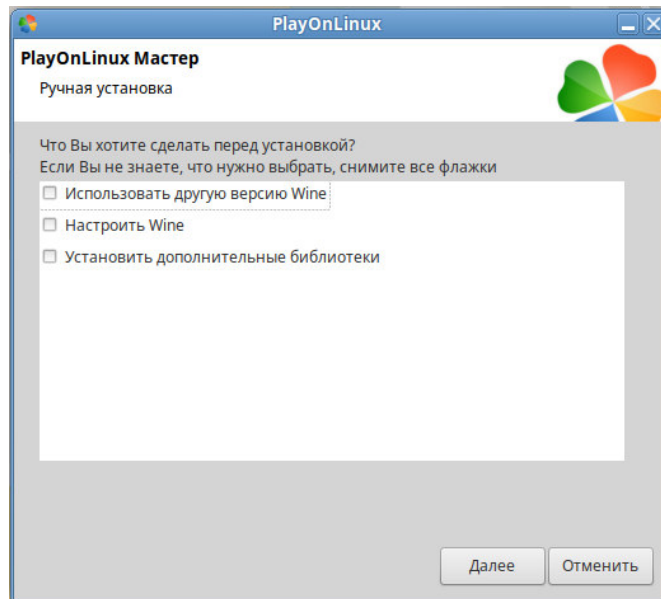 PlayOnLinux
PlayOnLinux Мастер
Ручная установка
Что Вы хотите сделать перед установкой?
Если Вы не знаете, что нужно выбрать, снимите все флажки
Использовать другую версию Wine
Настроить Wine
Установить дополнительные библиотеки
Далее
Отменить